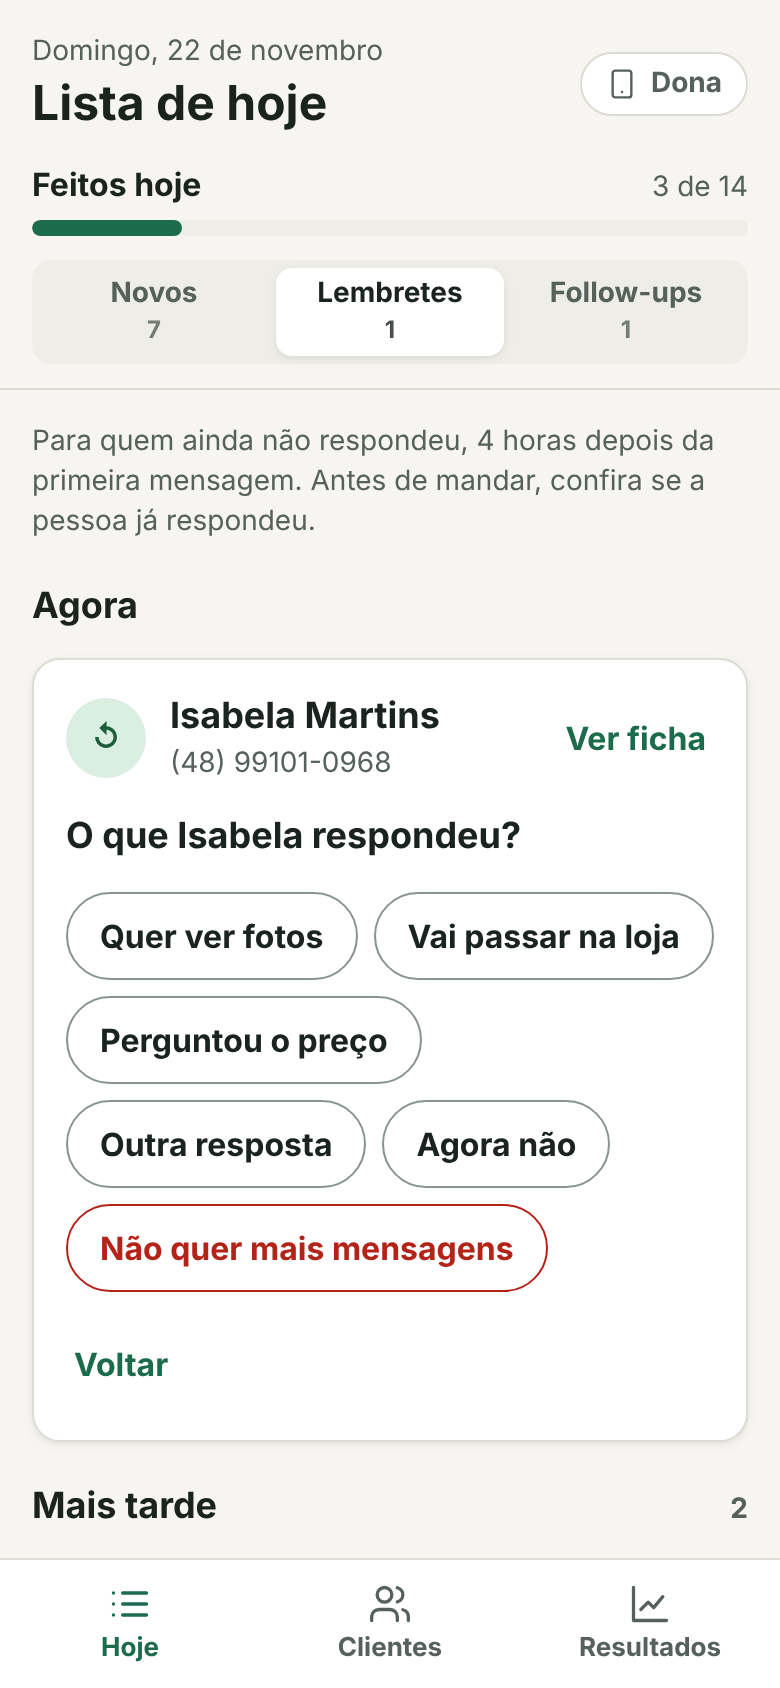 Domingo, 22 de novembro
Lista de hoje
Dona
Feitos hoje
3 de 14
Novos
7
Lembretes
1
Follow-ups
1
Para quem ainda não respondeu, 4 horas depois da
primeira mensagem. Antes de mandar, confira se a
pessoa já respondeu.
Agora
Isabela Martins
(48) 99101-0968
Ver ficha
O que Isabela respondeu?
Quer ver fotos
Vai passar na loja
Perguntou o preço
Outra resposta
Agora não
Não quer mais mensagens
Voltar
Mais tarde
2
Hoje
Clientes
Resultados